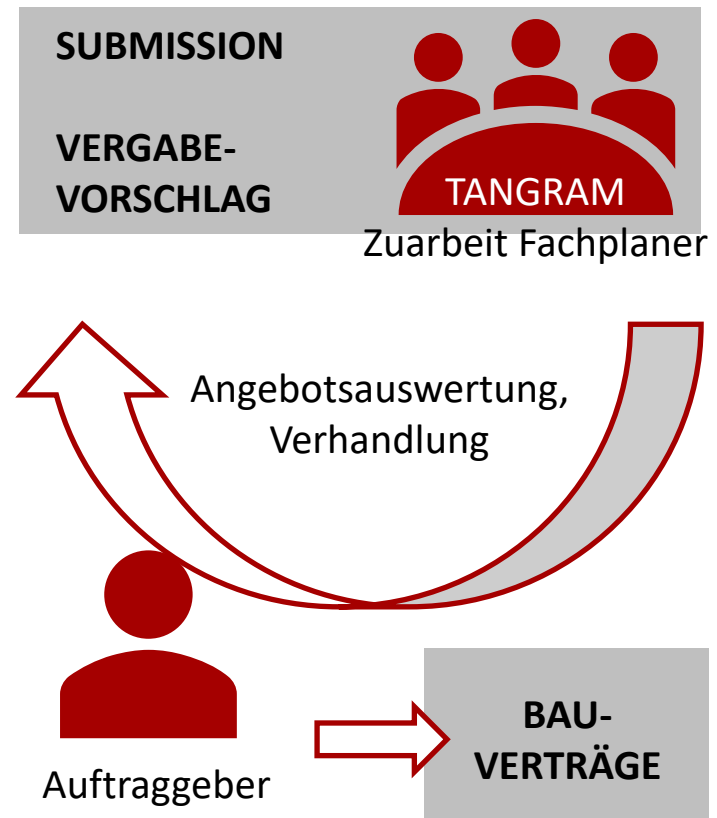 SUBMISSION
VERGABE-
VORSCHLAG
TANGRAM
Zuarbeit Fachplaner
Angebotsauswertung,
Verhandlung
Auftraggeber
BAU-
VERTRÄGE